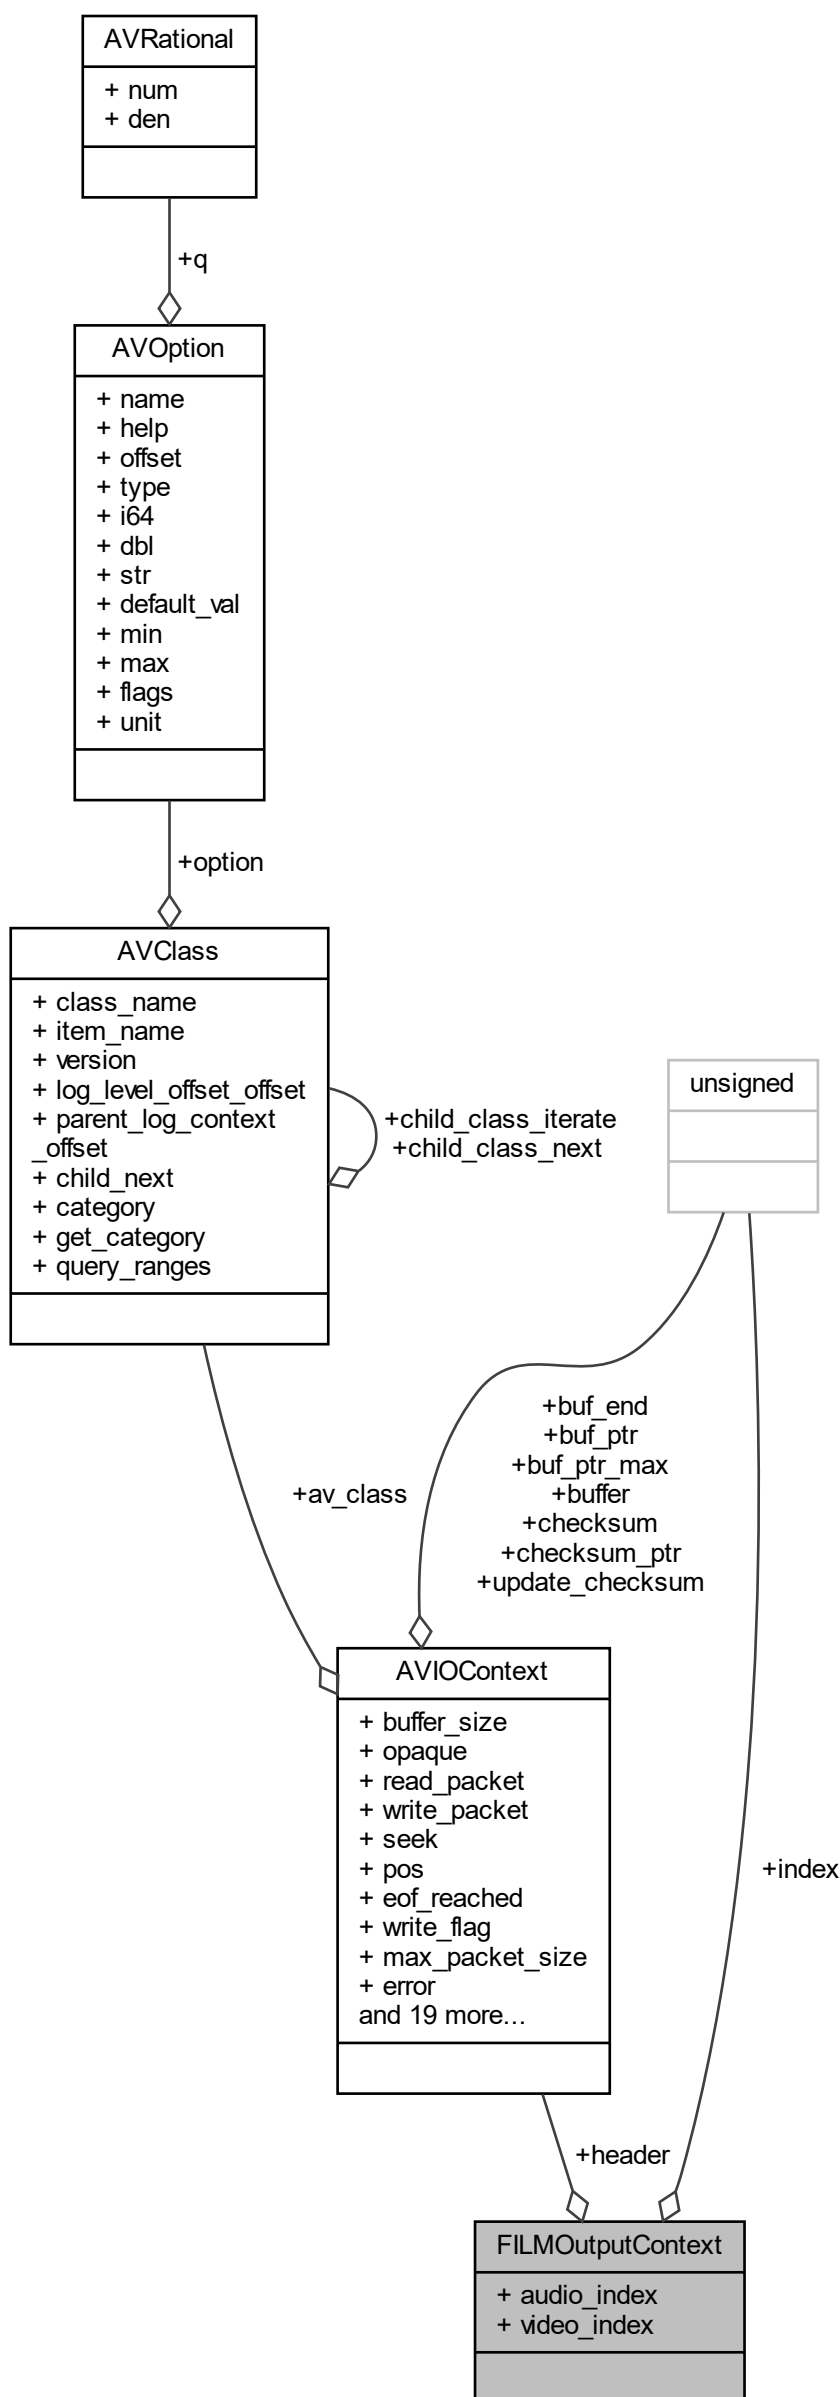 AVRational
+ num
+ den
+q
AVOption
+ name
+ help
+ offset
+ type
+ i64
+ dbl
+ str
+ default_val
+ min
+ max
+ flags
+ unit
+option
AVClass
+ class_name
+ item_name
+ version
+ log_level_offset_offset
+ parent_log_context
_offset
+ child_next
+ category
+ get_category
+ query_ranges
+child_class_iterate
+child_class_next
unsigned
+av_class
+buf_end
+buf_ptr
+buf_ptr_max
+buffer
+checksum
+checksum_ptr
+update_checksum
AVIOContext
+ buffer_size
+ opaque
+ read_packet
+ write_packet
+ seek
+ pos
+ eof_reached
+ write_flag
+ max_packet_size
+ error
and 19 more...
+index
+header
FILMOutputContext
+ audio_index
+ video_index